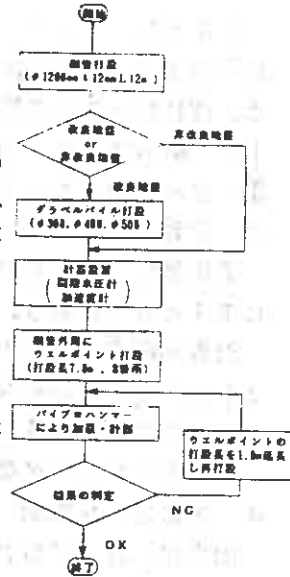 開始
鋼管打設
(φ1200mm t12mm L12m)
改良地盤
or
非改良地盤
非改良地盤
改良地盤
グラベルパイル打設
(φ300.φ400.φ500)
計器設置
間隙水圧計
加速度計
鋼管外周に
ウエルポイント打設
(打設長7.0m , 8箇所)
バイブロハンマー
により加振・計測
ウエルポイントの
打設長を1.0m延長
し再打設
結果の判定
NG
OK
終了